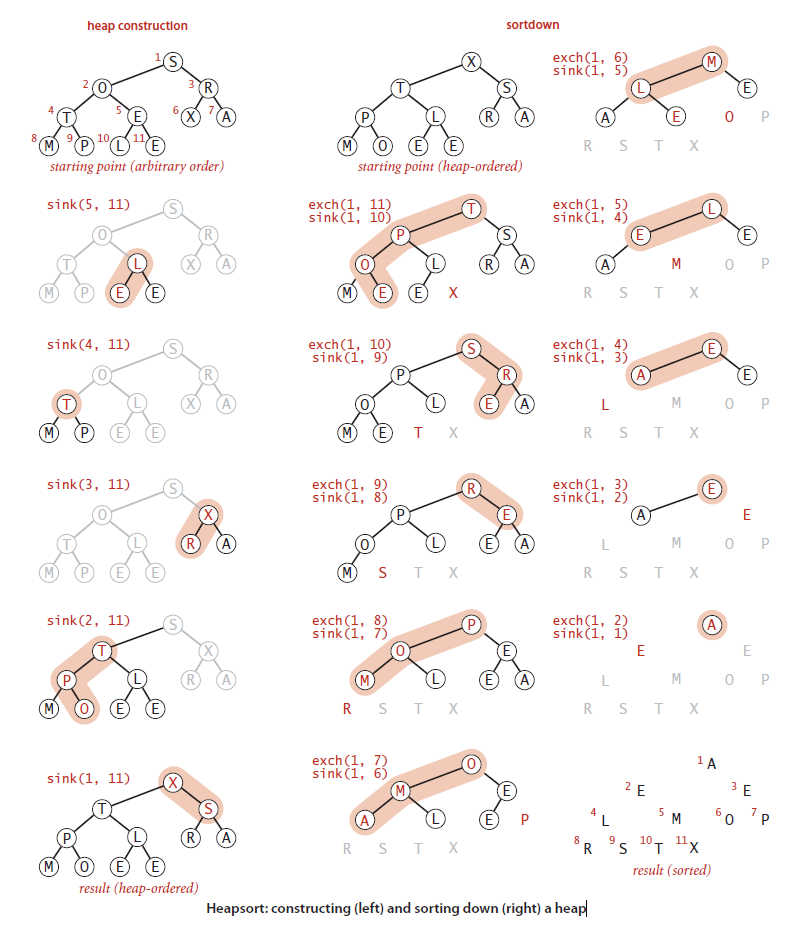 heap construction
1 S
2 O 3 R
4 T 5 E 6 X 7 A
8 M 9 P 10 L 11 E
starting point (arbitrary order)
sink(5, 11)
S
O R
T L X A
M P E E
sink(4, 11)
S
O R
T L X A
M P E E
sink(3, 11)
S
O X
T L R A
M P E E
sink(2, 11)
S
T X
P L R A
M O E E
sink(1, 11)
X
T S
P L R A
M O E E
result (heap-ordered)
sortdown
X
T S
P L R A
M O E E
starting point (heap-ordered)
exch(1, 11)
sink(1, 10)
T
P S
O L R A
M E E X
exch(1, 10)
sink(1, 9)
S
P R
O L E A
M E T X
exch(1, 9)
sink(1, 8)
R
P E
O L E A
M S T X
exch(1, 8)
sink(1, 7)
P
O E
M L E A
R S T X
exch(1, 7)
sink(1, 6)
O
M E
A L E P
R S T X
exch(1, 6)
sink(1, 5)
M
L E
A E O P
R S T X
exch(1, 5)
sink(1, 4)
L
E E
A M O P
R S T X
exch(1, 4)
sink(1, 3)
E
A E
L M O P
R S T X
exch(1, 3)
sink(1, 2)
E
A E
L M O P
R S T X
exch(1, 2)
sink(1, 1)
A
E E
L M O P
R S T X
1 A
2 E 3 E
4 L 5 M 6 O 7 P
8 R 9 S 10 T 11 X
result (sorted)
Heapsort: constructing (left) and sorting down (right) a heap